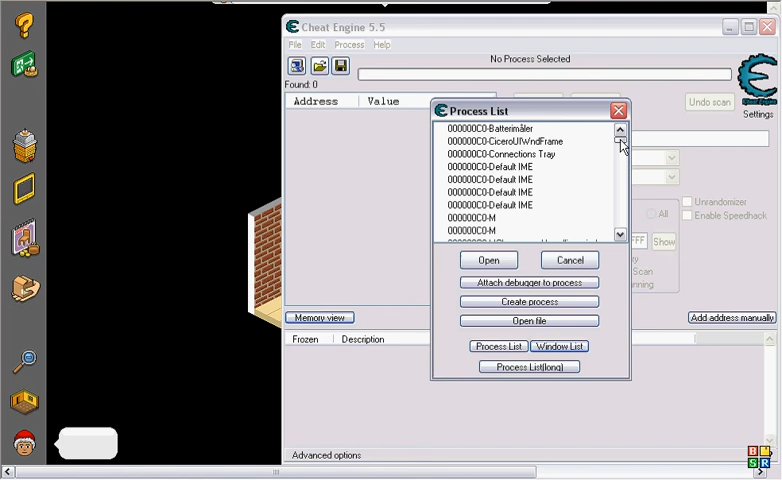 Cheat Engine 5.5
File Edit Process Help
No Process Selected
Found: 0
Address Value
Undo scan
Settings
Process List
000000C0-Batterimåler
000000C0-CiceroUIWndFrame
000000C0-Connections Tray
000000C0-Default IME
000000C0-Default IME
000000C0-Default IME
000000C0-Default IME
000000C0-M
000000C0-M
All
Unrandomizer
Enable Speedhack
FFF
Show
Scan
Open
Cancel
Attach debugger to process
Create process
Open file
Process List
Window List
Process List(long)
Memory view
Add address manually
Frozen Description
Advanced options
B
S R